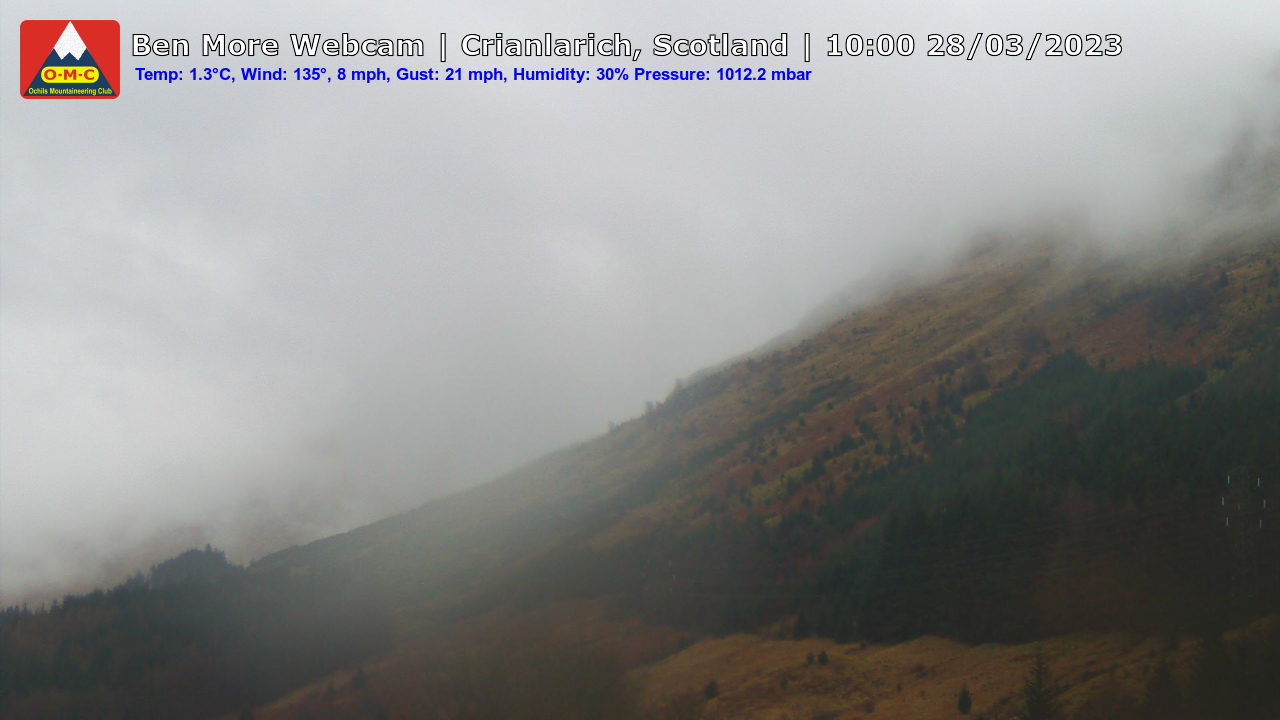 Ben More Webcam | Crianlarich, Scotland | 10:00 28/03/2023
Temp: 1.3°C, Wind: 135°, 8 mph, Gust: 21 mph, Humidity: 30% Pressure: 1012.2 mbar
O·M·C
Ochils Mountaineering Club